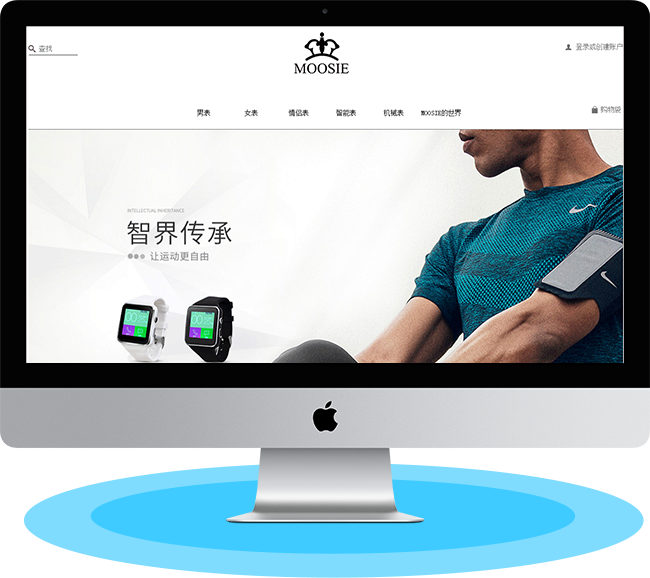 查找
MOOSIE
登录或创建账户
男表 女表 情侣表 智能表 机械表 MOOSIE的世界
购物袋
INTELLECTUAL INHERITANCE
智界传承
让运动更自由